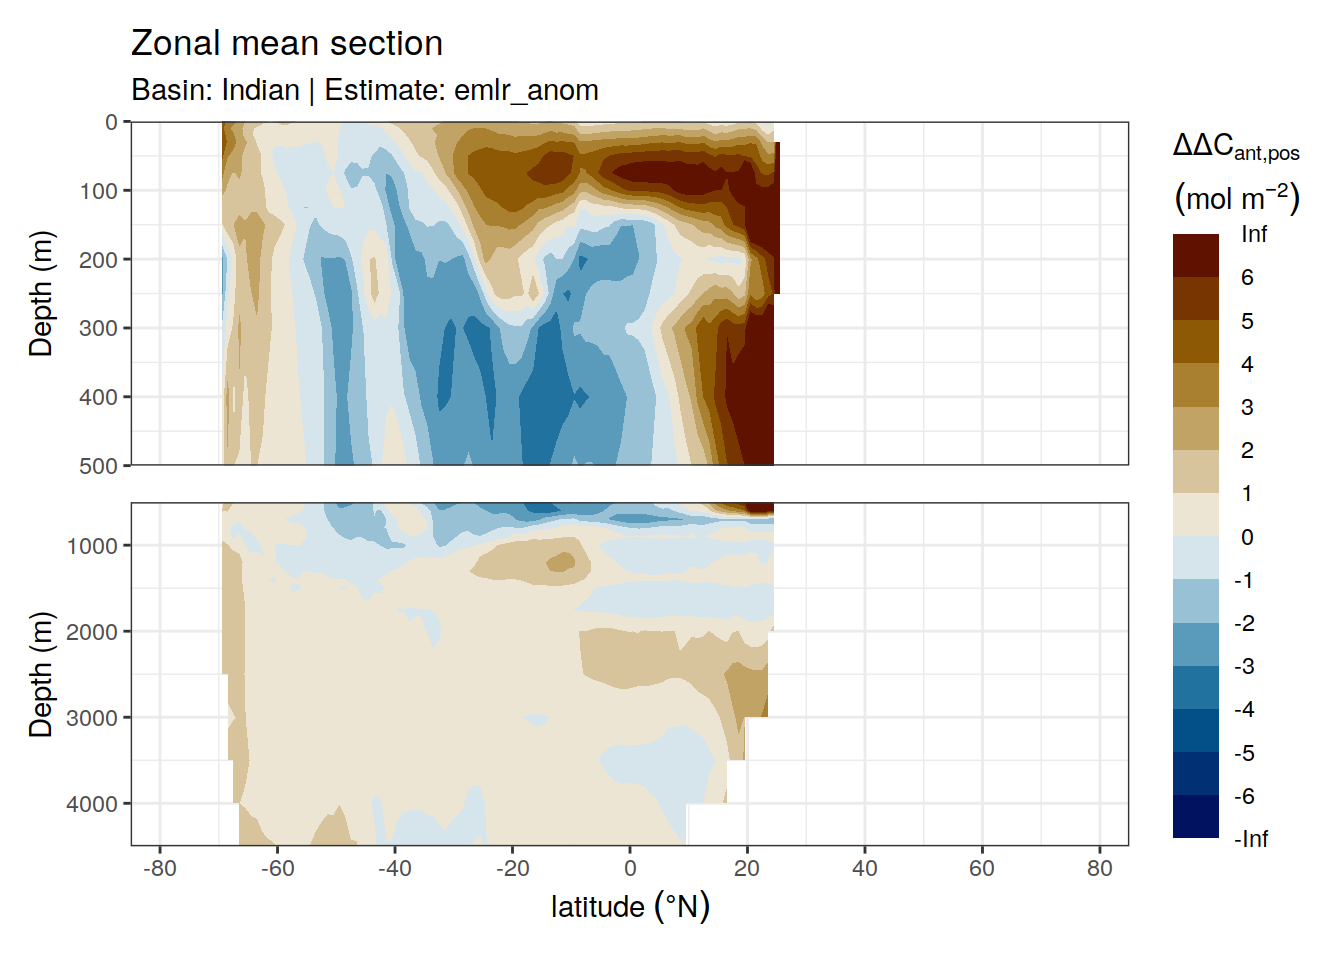 Zonal mean section
Basin: Indian | Estimate: emlr_anom
Depth (m)
0
100
200
300
400
500
Depth (m)
1000
2000
3000
4000
-80 -60 -40 -20 0 20 40 60 80
latitude (°N)
ΔΔC_ant,pos
(mol m⁻²)
Inf
6
5
4
3
2
1
0
-1
-2
-3
-4
-5
-6
-Inf